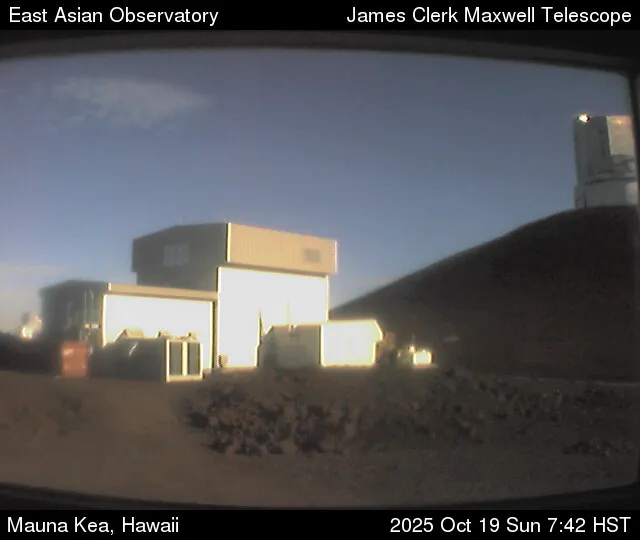 East Asian Observatory
James Clerk Maxwell Telescope
Mauna Kea, Hawaii
2025 Oct 19 Sun 7:42 HST